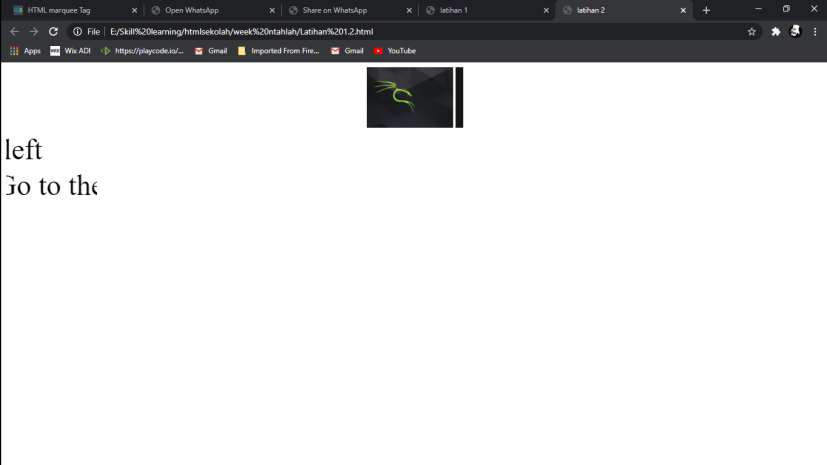 HTML marquee Tag
Open WhatsApp
Share on WhatsApp
latihan 1
latihan 2
File
E:/Skill%20learning/htmlsekolah/week%20ntahlah/Latihan%201.2.html
Apps
WIX
Wix ADI
https://playcode.io/...
Gmail
Imported From Fire...
Gmail
YouTube
left
Go to the